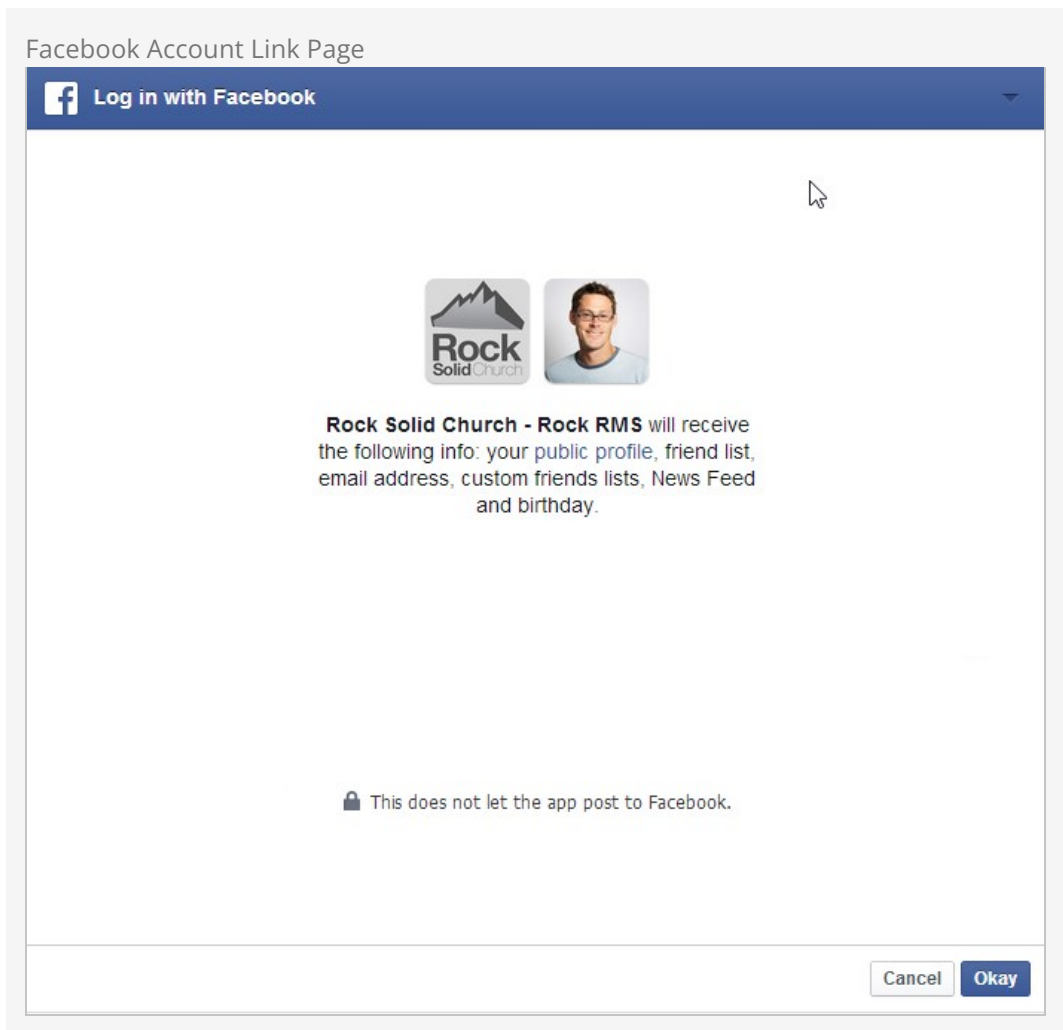 Facebook Account Link Page
f Log in with Facebook
Rock
Solid Church
Rock Solid Church - Rock RMS will receive
the following info: your public profile, friend list,
email address, custom friends lists, News Feed
and birthday.
This does not let the app post to Facebook.
Cancel Okay